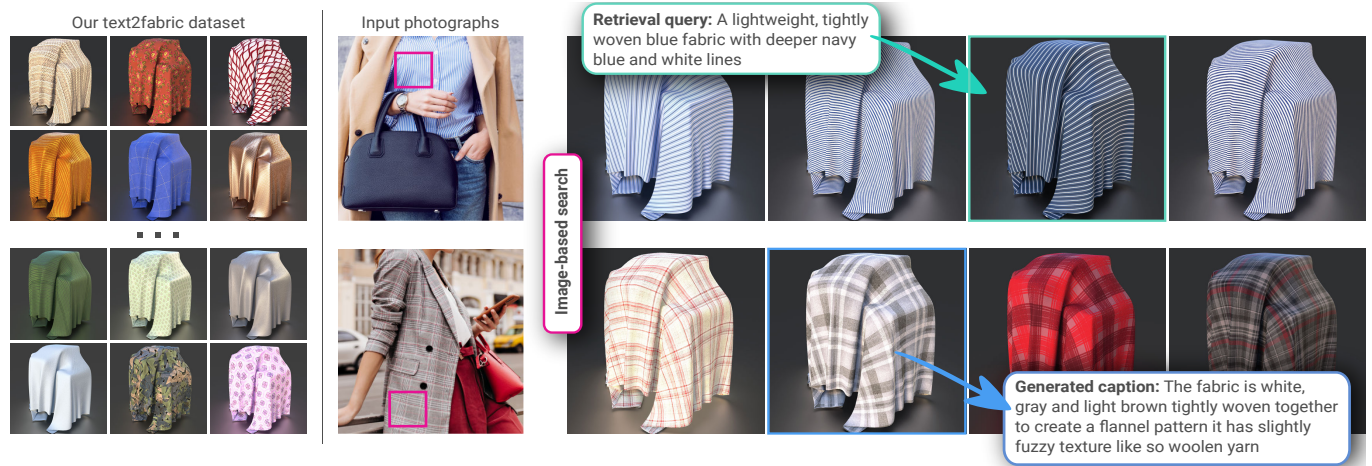 Our text2fabric dataset
Input photographs
Retrieval query: A lightweight, tightly
woven blue fabric with deeper navy
blue and white lines
Image-based search
Generated caption: The fabric is white,
gray and light brown tightly woven together
to create a flannel pattern it has slightly
fuzzy texture like so woolen yarn